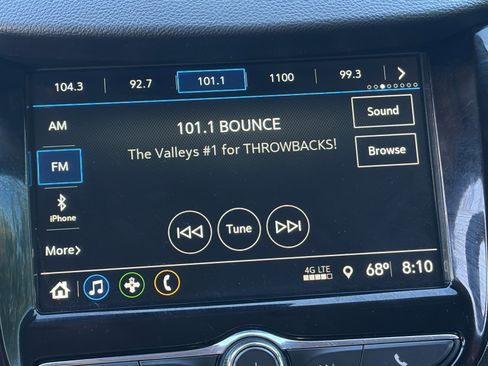 104.3 92.7 101.1 1100 99.3
AM
101.1 BOUNCE
Sound
The Valleys #1 for THROWBACKS!
Browse
FM
iPhone
Tune
More
4G LTE
68° 8:10